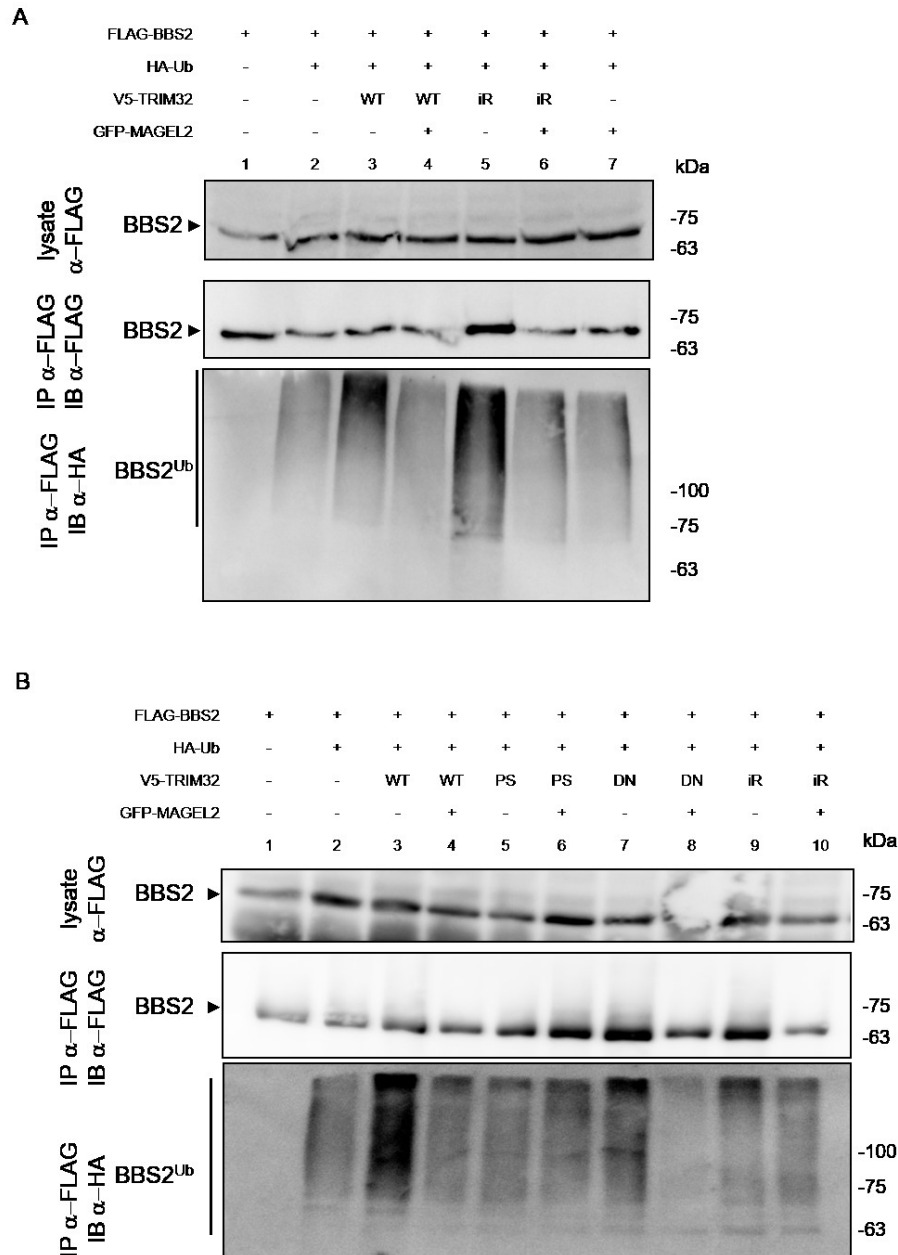 A
FLAG-BBS2 + + + + + + +
HA-Ub - + + + + + +
V5-TRIM32 - - WT WT iR iR -
GFP-MAGEL2 - - - + - + +
1 2 3 4 5 6 7 kDa
lysate
α-FLAG
BBS2
-75
-63
IP α-FLAG
IB α-FLAG
BBS2
-75
-63
IP α-FLAG
IB α-HA
BBS2Ub
-100
-75
-63
B
FLAG-BBS2 + + + + + + + + + +
HA-Ub - + + + + + + + + +
V5-TRIM32 - - WT WT PS PS DN DN iR iR
GFP-MAGEL2 - - - + - + - + - +
1 2 3 4 5 6 7 8 9 10 kDa
lysate
α-FLAG
BBS2
-75
-63
IP α-FLAG
IB α-FLAG
BBS2
-75
-63
IP α-FLAG
IB α-HA
BBS2Ub
-100
-75
-63